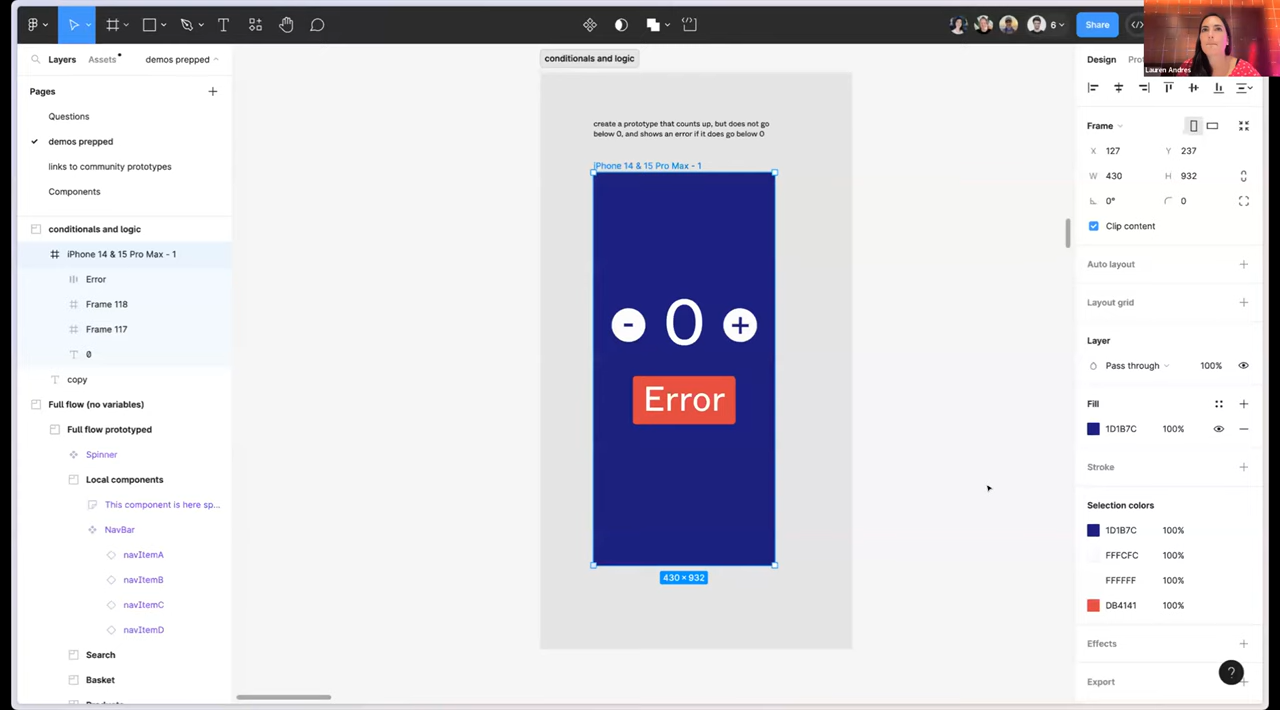 6
Share
Lauren Andres
Layers
Assets
demos prepped
Pages
Questions
demos prepped
links to community prototypes
Components
conditionals and logic
iPhone 14 & 15 Pro Max - 1
Error
Frame 118
Frame 117
0
copy
Full flow (no variables)
Full flow prototyped
Spinner
Local components
This component is here sp...
NavBar
navItemA
navItemB
navItemC
navItemD
Search
Basket
conditionals and logic
create a prototype that counts up, but does not go
below 0, and shows an error if it does go below 0
iPhone 14 & 15 Pro Max - 1
- 0 +
Error
430 × 932
Design
Frame
X 127 Y 237
W 430 H 932
0° 0
Clip content
Auto layout
Layout grid
Layer
Pass through 100%
Fill
1D1B7C 100%
Stroke
Selection colors
1D1B7C 100%
FFFCFC 100%
FFFFFF 100%
DB4141 100%
Effects
Export
?